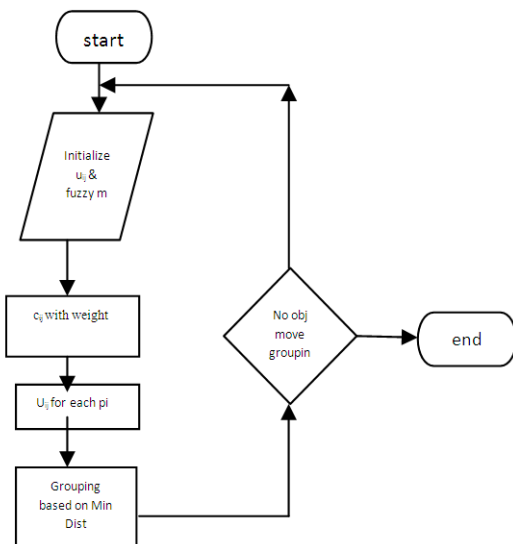 start
Initialize
uij &
fuzzy m
cij with weight
Uij for each pi
Grouping
based on Min
Dist
No obj
move
groupin
end